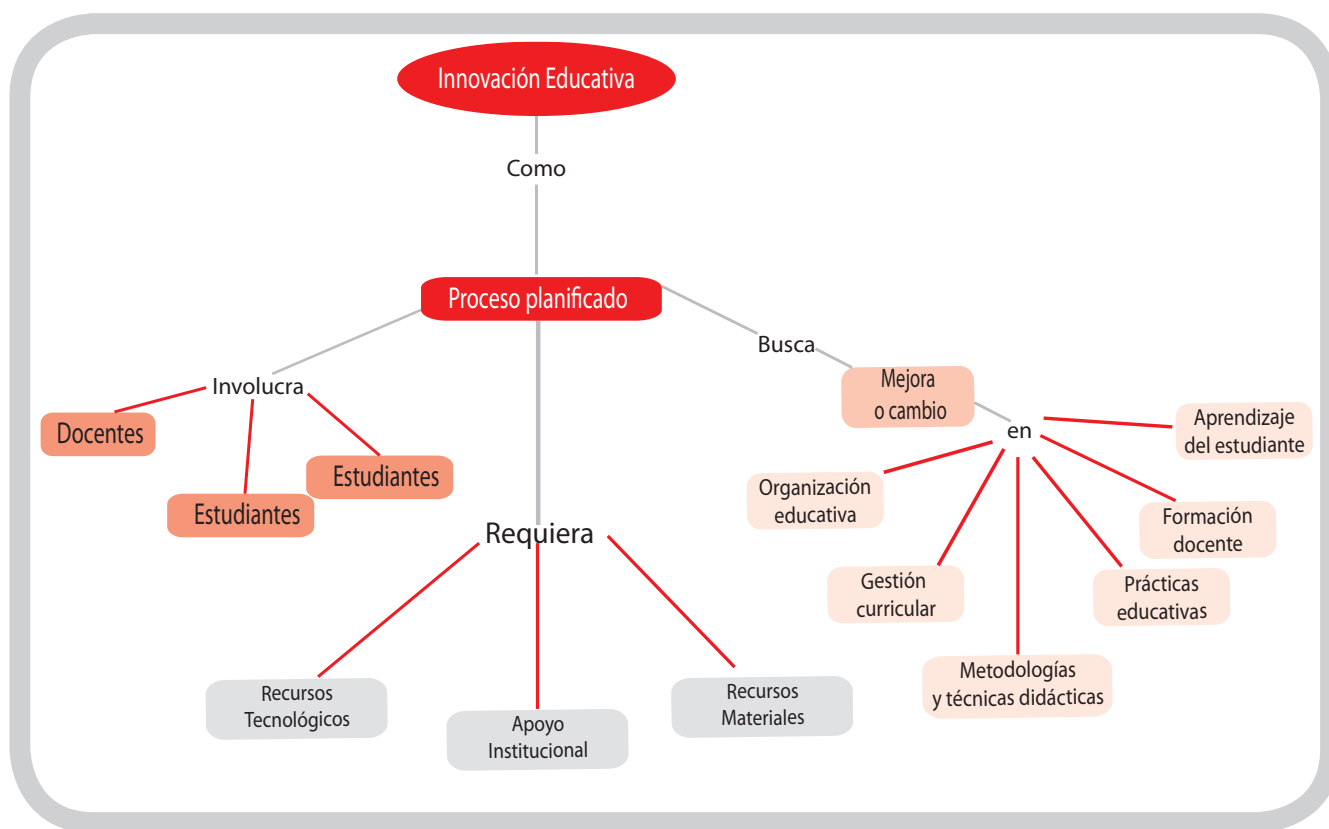 Innovación Educativa
Como
Proceso planificado
Involucra
Docentes
Estudiantes
Estudiantes
Requiera
Recursos
Tecnológicos
Apoyo
Institucional
Recursos
Materiales
Busca
Mejora
o cambio
en
Organización
educativa
Gestión
curricular
Metodologías
y técnicas didácticas
Prácticas
educativas
Formación
docente
Aprendizaje
del estudiante